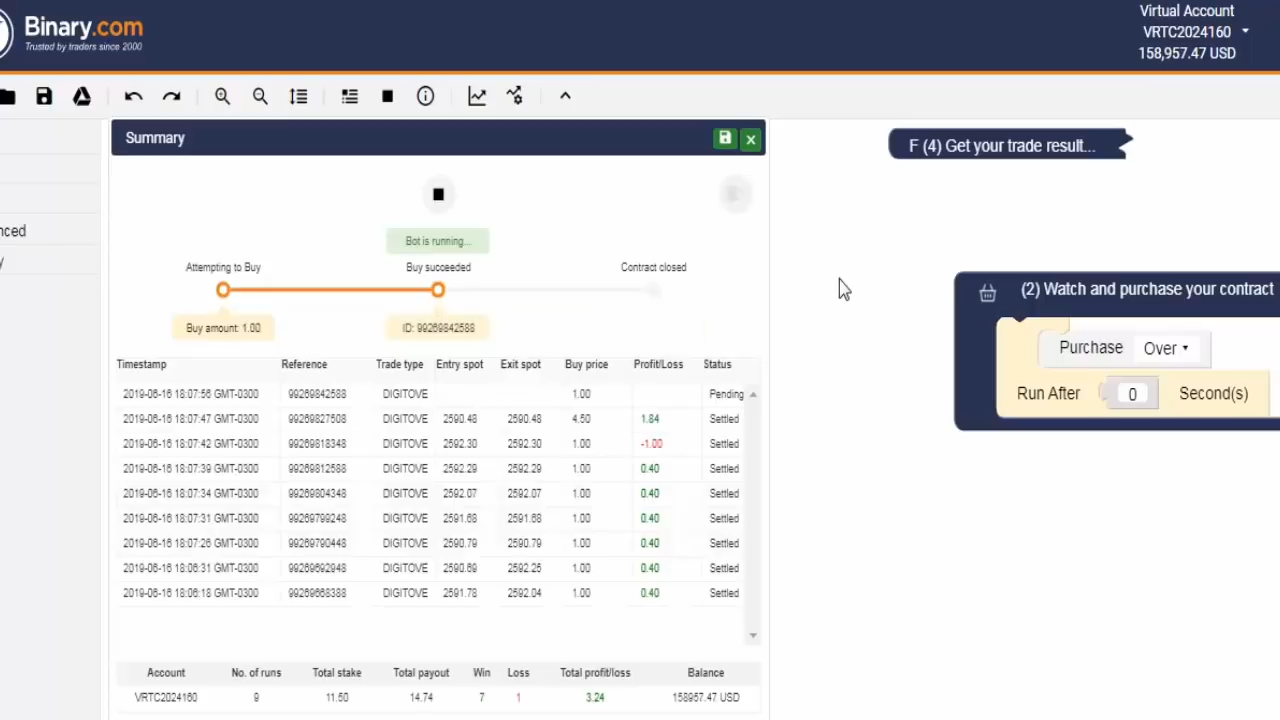 Binary.com
Trusted by traders since 2000
Virtual Account
VRTC2024160
158,957.47 USD
nced
y
Summary
Bot is running...
Attempting to Buy Buy succeeded Contract closed
Buy amount: 1.00 ID: 99269842588
Timestamp Reference Trade type Entry spot Exit spot Buy price Profit/Loss Status
2019-06-16 18:07:56 GMT-0300 99269842588 DIGITOVE 1.00 Pending
2019-06-16 18:07:47 GMT-0300 99269827508 DIGITOVE 2590.48 2590.48 4.50 1.84 Settled
2019-06-16 18:07:42 GMT-0300 99269818348 DIGITOVE 2592.30 2592.30 1.00 -1.00 Settled
2019-06-16 18:07:39 GMT-0300 99269812588 DIGITOVE 2592.29 2592.29 1.00 0.40 Settled
2019-06-16 18:07:34 GMT-0300 99269804348 DIGITOVE 2592.07 2592.07 1.00 0.40 Settled
2019-06-16 18:07:31 GMT-0300 99269799248 DIGITOVE 2591.68 2591.68 1.00 0.40 Settled
2019-06-16 18:07:26 GMT-0300 99269790448 DIGITOVE 2590.79 2590.79 1.00 0.40 Settled
2019-06-16 18:06:31 GMT-0300 99269692948 DIGITOVE 2590.69 2592.25 1.00 0.40 Settled
2019-06-16 18:06:18 GMT-0300 99269668388 DIGITOVE 2591.78 2592.04 1.00 0.40 Settled
Account No. of runs Total stake Total payout Win Loss Total profit/loss Balance
VRTC2024160 9 11.50 14.74 7 1 3.24 158957.47 USD
F (4) Get your trade result...
(2) Watch and purchase your contract
Purchase Over
Run After 0 Second(s)